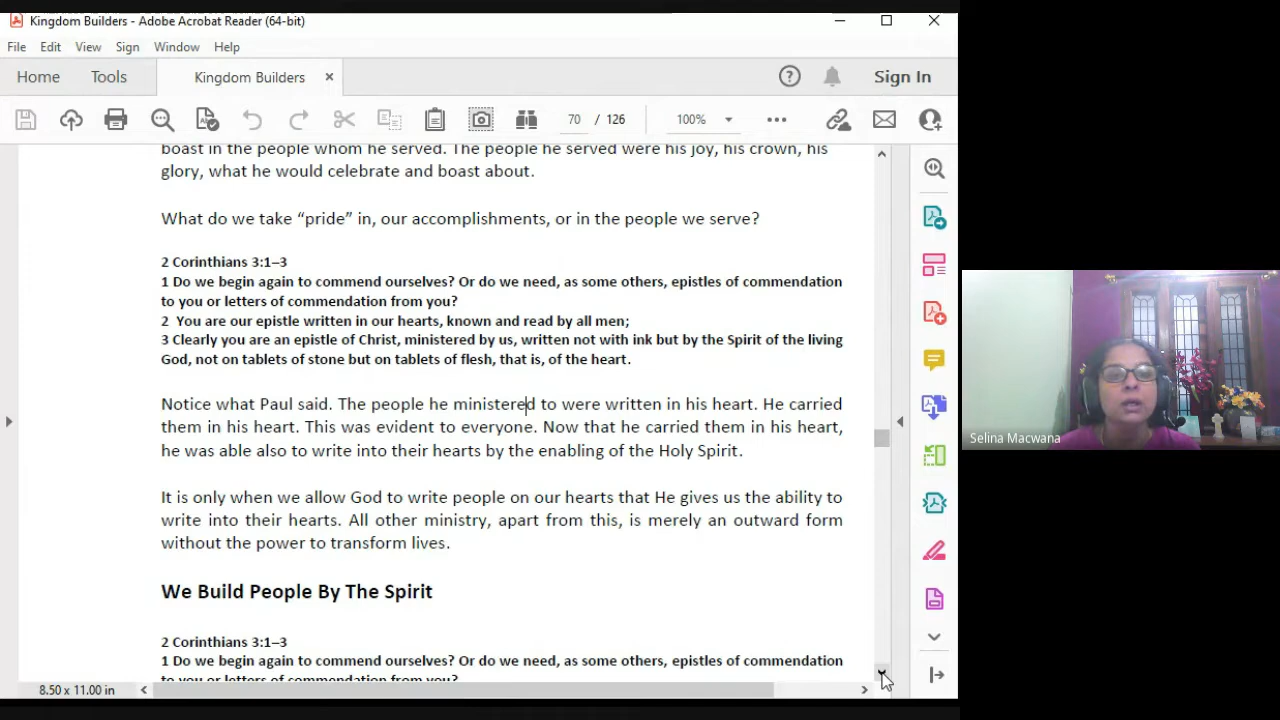 Kingdom Builders - Adobe Acrobat Reader (64-bit)
File Edit View Sign Window Help
Home Tools Kingdom Builders × Sign In
70 / 126 100%
boast in the people whom he served. The people he served were his joy, his crown, his
glory, what he would celebrate and boast about.
What do we take “pride” in, our accomplishments, or in the people we serve?
2 Corinthians 3:1–3
1 Do we begin again to commend ourselves? Or do we need, as some others, epistles of commendation
to you or letters of commendation from you?
2 You are our epistle written in our hearts, known and read by all men;
3 Clearly you are an epistle of Christ, ministered by us, written not with ink but by the Spirit of the living
God, not on tablets of stone but on tablets of flesh, that is, of the heart.
Notice what Paul said. The people he ministered to were written in his heart. He carried
them in his heart. This was evident to everyone. Now that he carried them in his heart,
he was able also to write into their hearts by the enabling of the Holy Spirit.
It is only when we allow God to write people on our hearts that He gives us the ability to
write into their hearts. All other ministry, apart from this, is merely an outward form
without the power to transform lives.
We Build People By The Spirit
2 Corinthians 3:1–3
1 Do we begin again to commend ourselves? Or do we need, as some others, epistles of commendation
to you or letters of commendation from you?
8.50 x 11.00 in
Selina Macwana